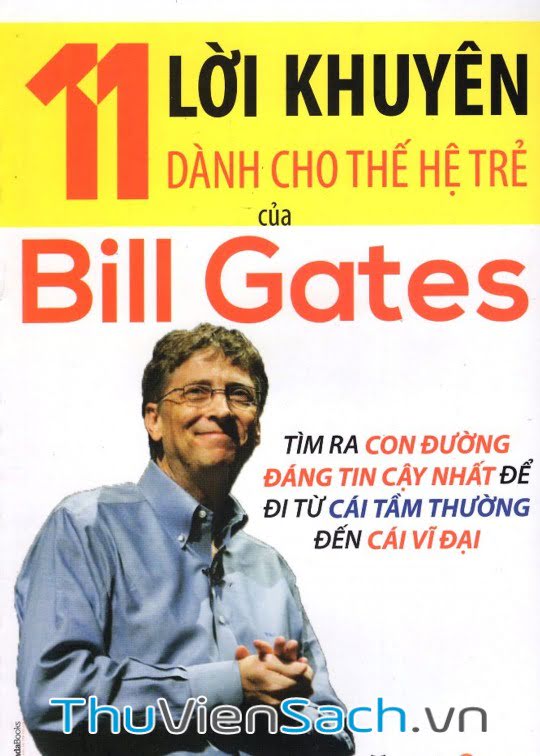 11 LỜI KHUYÊN
DÀNH CHO THẾ HỆ TRẺ
của
Bill Gates
TÌM RA CON ĐƯỜNG
ĐÁNG TIN CẬY NHẤT ĐỂ
ĐI TỪ CÁI TẦM THƯỜNG
ĐẾN CÁI VĨ ĐẠI
ThuVienSach.vn